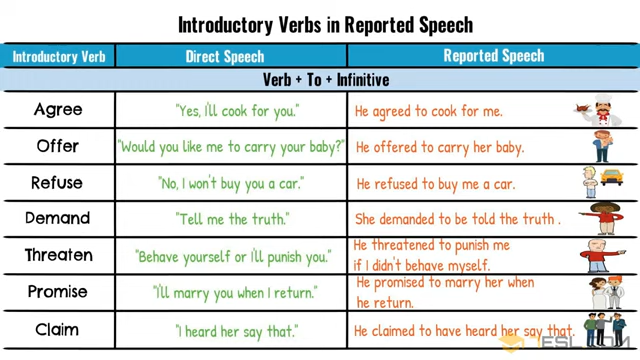 Introductory Verbs in Reported Speech
Introductory Verb Direct Speech Reported Speech
Verb + To + Infinitive
Agree "Yes, I'll cook for you." He agreed to cook for me.
Offer "Would you like me to carry your baby?" He offered to carry her baby.
Refuse "No, I won't buy you a car." He refused to buy me a car.
Demand "Tell me the truth." She demanded to be told the truth .
Threaten "Behave yourself or I'll punish you." He threatened to punish me
if I didn't behave myself.
Promise "I'll marry you when I return." He promised to marry her when
he return.
Claim "I heard her say that." He claimed to have heard her say that.
7ESL.COM